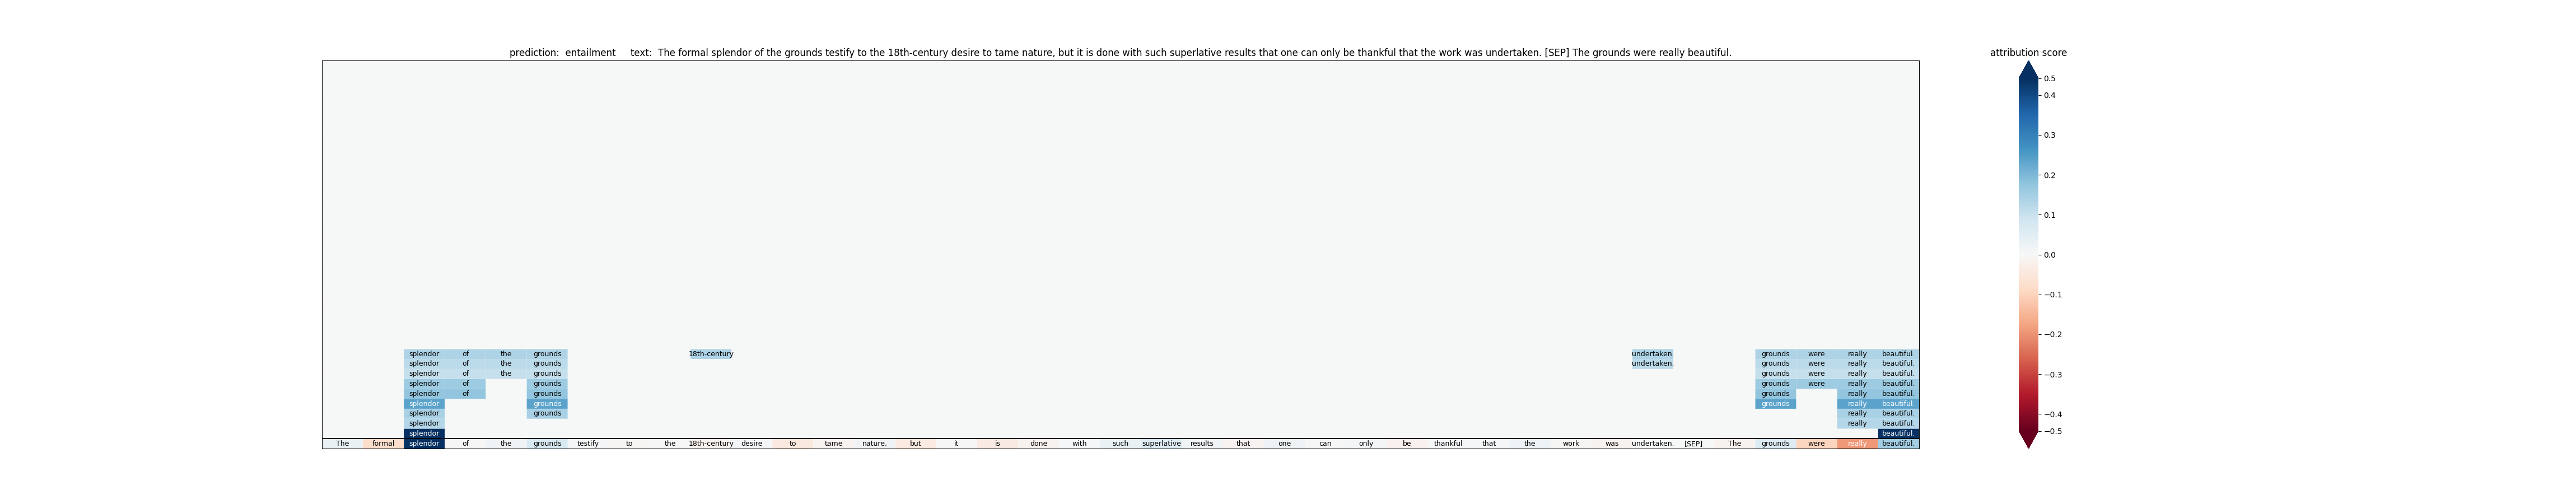 prediction:  entailment     text:  The formal splendor of the grounds testify to the 18th-century desire to tame nature, but it is done with such superlative results that one can only be thankful that the work was undertaken. [SEP] The grounds were really beautiful.
attribution score
0.5
0.4
0.3
0.2
0.1
0.0
−0.1
−0.2
−0.3
−0.4
−0.5
splendor of the grounds 18th-century undertaken. grounds were really beautiful.
splendor of the grounds undertaken. grounds were really beautiful.
splendor of the grounds grounds were really beautiful.
splendor of grounds grounds were really beautiful.
splendor of grounds grounds really beautiful.
splendor grounds grounds really beautiful.
splendor grounds really beautiful.
splendor really beautiful.
splendor beautiful.
The formal splendor of the grounds testify to the 18th-century desire to tame nature, but it is done with such superlative results that one can only be thankful that the work was undertaken. [SEP] The grounds were really beautiful.